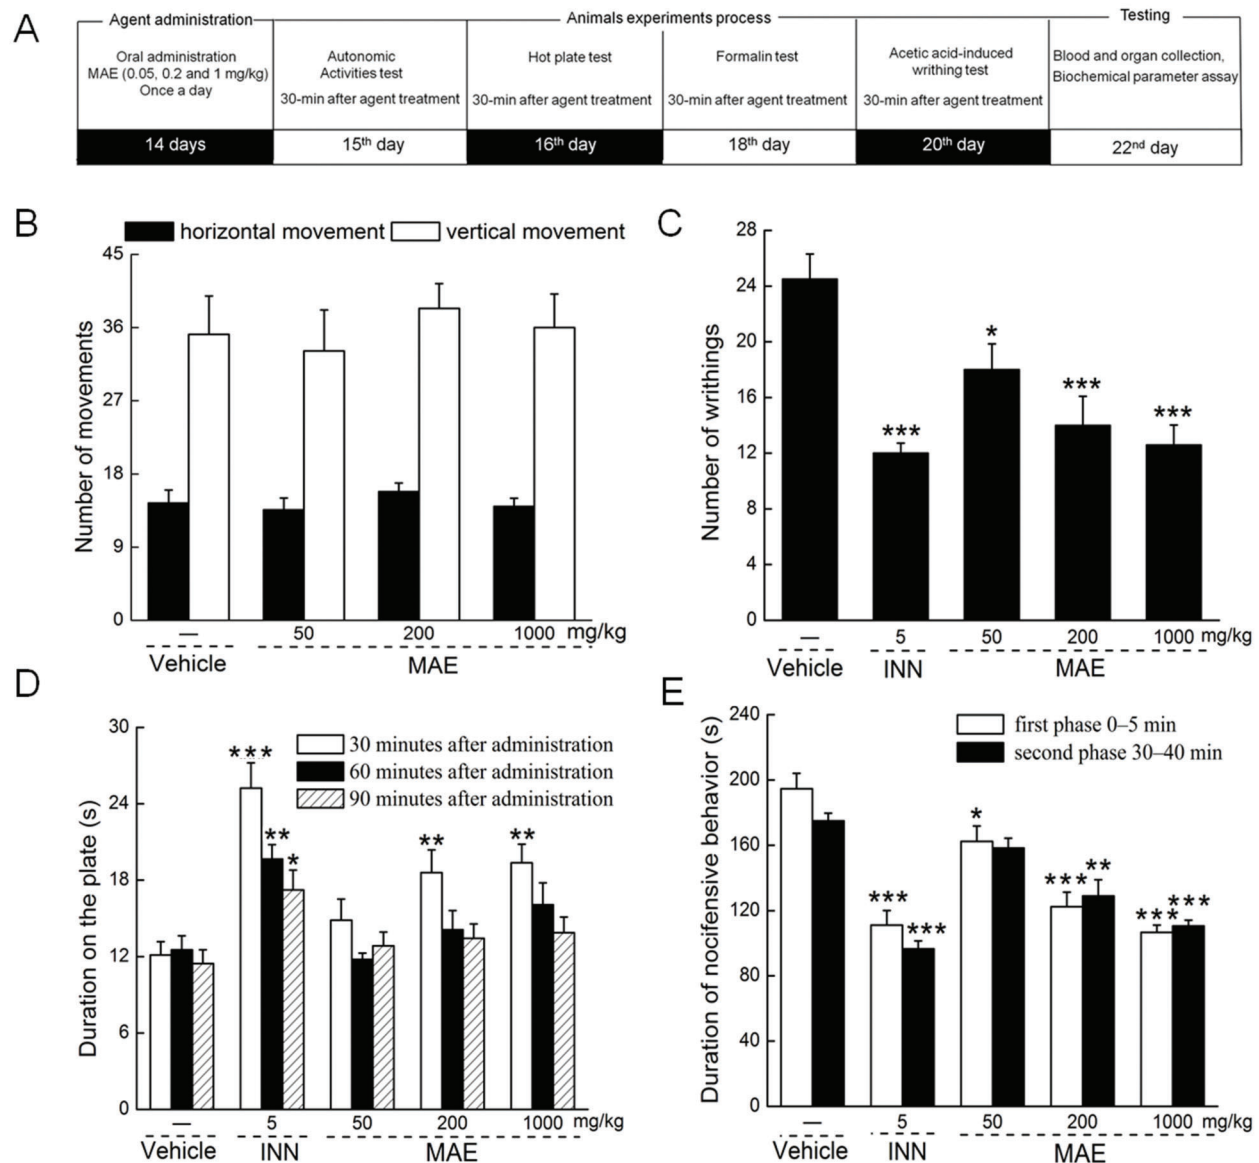 A
Agent administration
Animals experiments process
Testing
Oral administration
MAE (0.05, 0.2 and 1 mg/kg)
Once a day
Autonomic
Activities test
30-min after agent treatment
Hot plate test
30-min after agent treatment
Formalin test
30-min after agent treatment
Acetic acid-induced
writhing test
30-min after agent treatment
Blood and organ collection,
Biochemical parameter assay
14 days
15th day
16th day
18th day
20th day
22nd day
B
horizontal movement
vertical movement
Number of movements
45
36
27
18
9
0
— 50 200 1000 mg/kg
Vehicle MAE
C
Number of writhings
28
24
20
16
12
8
4
0
***
*
***
***
— 5 50 200 1000 mg/kg
Vehicle INN MAE
D
30 minutes after administration
60 minutes after administration
90 minutes after administration
Duration on the plate (s)
30
24
18
12
6
0
***
**
*
**
**
— 5 50 200 1000 mg/kg
Vehicle INN MAE
E
first phase 0–5 min
second phase 30–40 min
Duration of nocifensive behavior (s)
240
200
160
120
80
40
0
***
***
*
***
**
***
***
— 5 50 200 1000 mg/kg
Vehicle INN MAE